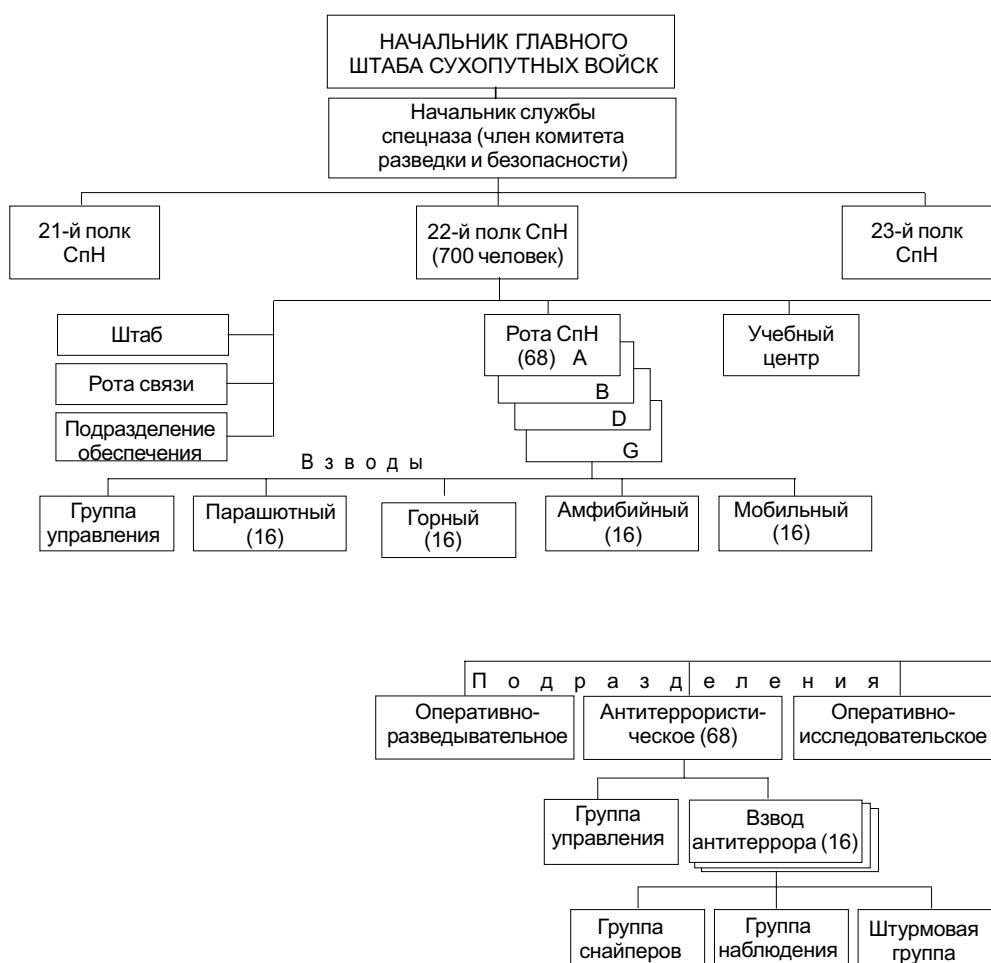 НАЧАЛЬНИК ГЛАВНОГО
ШТАБА СУХОПУТНЫХ ВОЙСК
Начальник службы
спецназа (член комитета
разведки и безопасности)
21-й полк
СпН
22-й полк СпН
(700 человек)
23-й полк
СпН
Штаб
Рота связи
Подразделение
обеспечения
Рота СпН
(68) А
В
D
G
Учебный
центр
Взводы
Группа
управления
Парашютный
(16)
Горный
(16)
Амфибийный
(16)
Мобильный
(16)
Подразделения
Оперативно-
разведывательное
Антитеррористи-
ческое (68)
Оперативно-
исследовательское
Группа
управления
Взвод
антитеррора (16)
Группа
снайперов
Группа
наблюдения
Штурмовая
группа